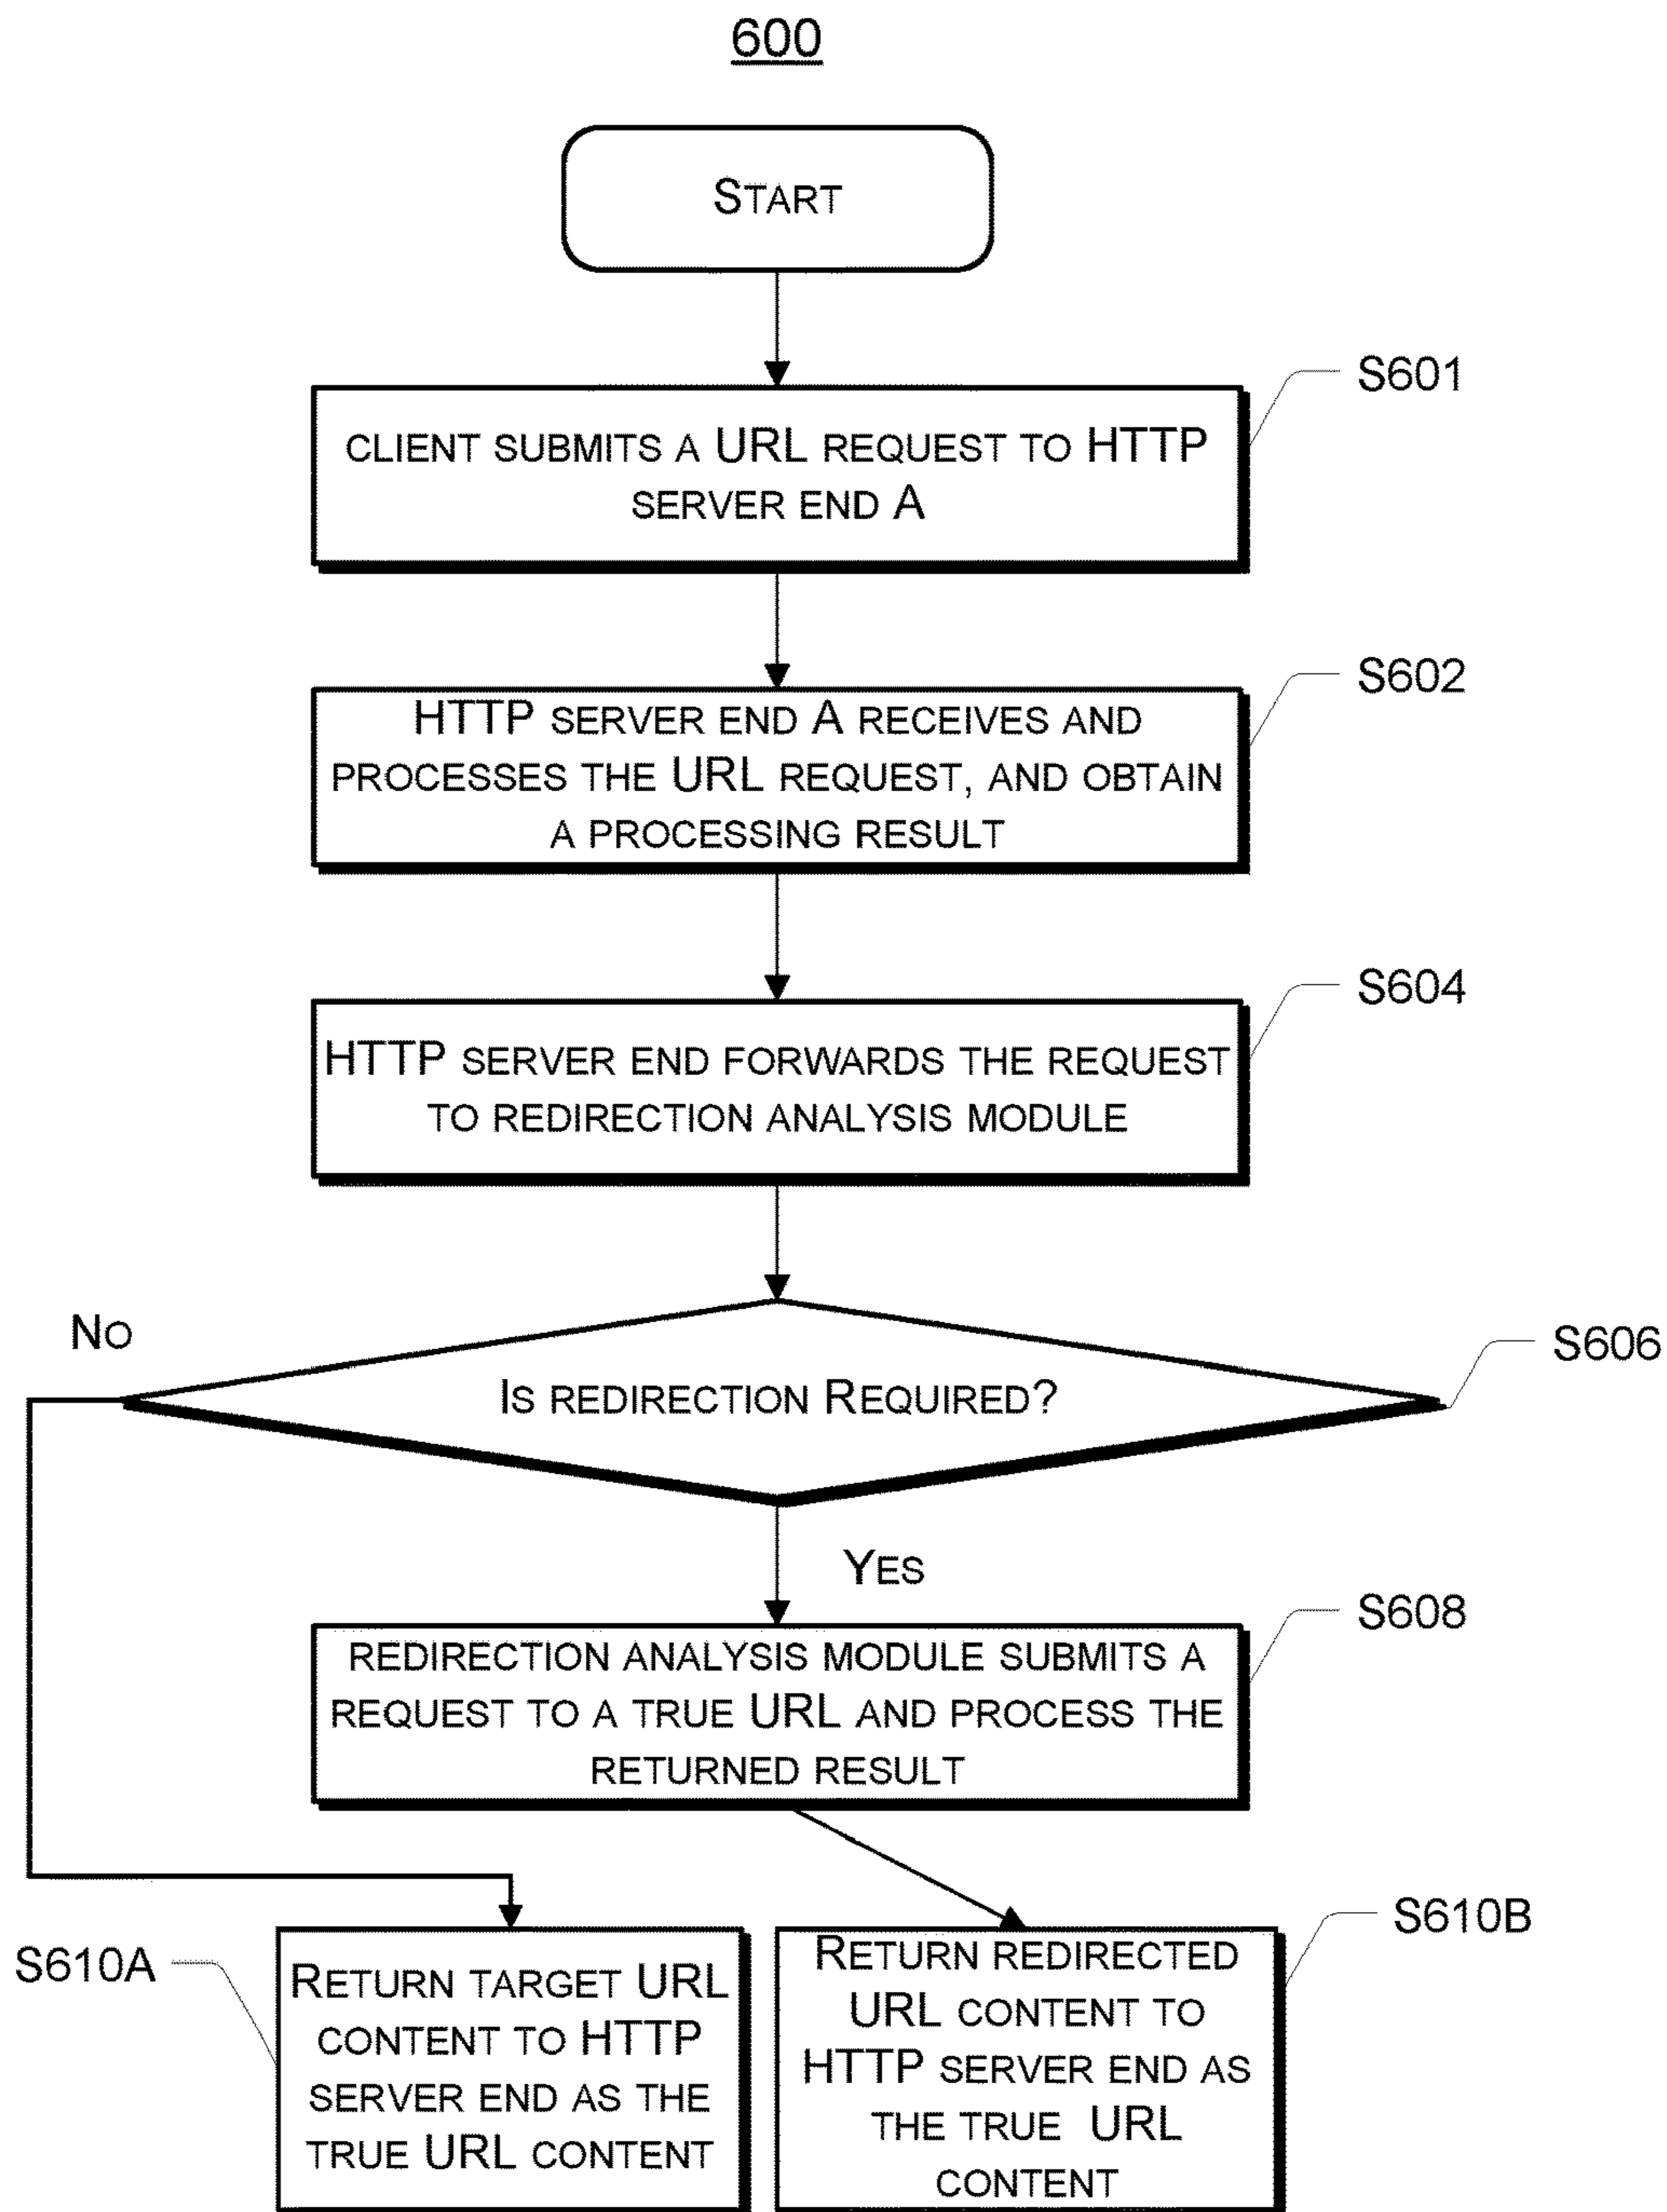 600
START
CLIENT SUBMITS A URL REQUEST TO HTTP
SERVER END A
S601
HTTP SERVER END A RECEIVES AND
PROCESSES THE URL REQUEST, AND OBTAIN
A PROCESSING RESULT
S602
HTTP SERVER END FORWARDS THE REQUEST
TO REDIRECTION ANALYSIS MODULE
S604
NO
IS REDIRECTION REQUIRED?
S606
YES
REDIRECTION ANALYSIS MODULE SUBMITS A
REQUEST TO A TRUE URL AND PROCESS THE
RETURNED RESULT
S608
S610A
RETURN TARGET URL
CONTENT TO HTTP
SERVER END AS THE
TRUE URL CONTENT
RETURN REDIRECTED
URL CONTENT TO
HTTP SERVER END AS
THE TRUE URL
CONTENT
S610B